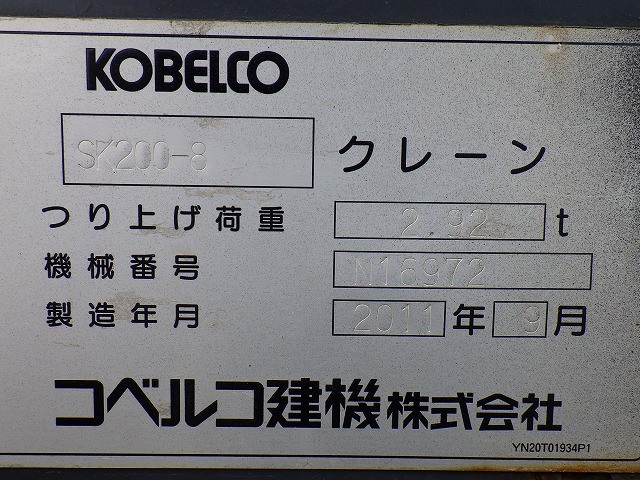 KOBELCO
SK200-8 クレーン
つり上げ荷重 2.92 t
機械番号 N16972
製造年月 2011 年 9 月
コベルコ建機株式会社
YN20T01934P1